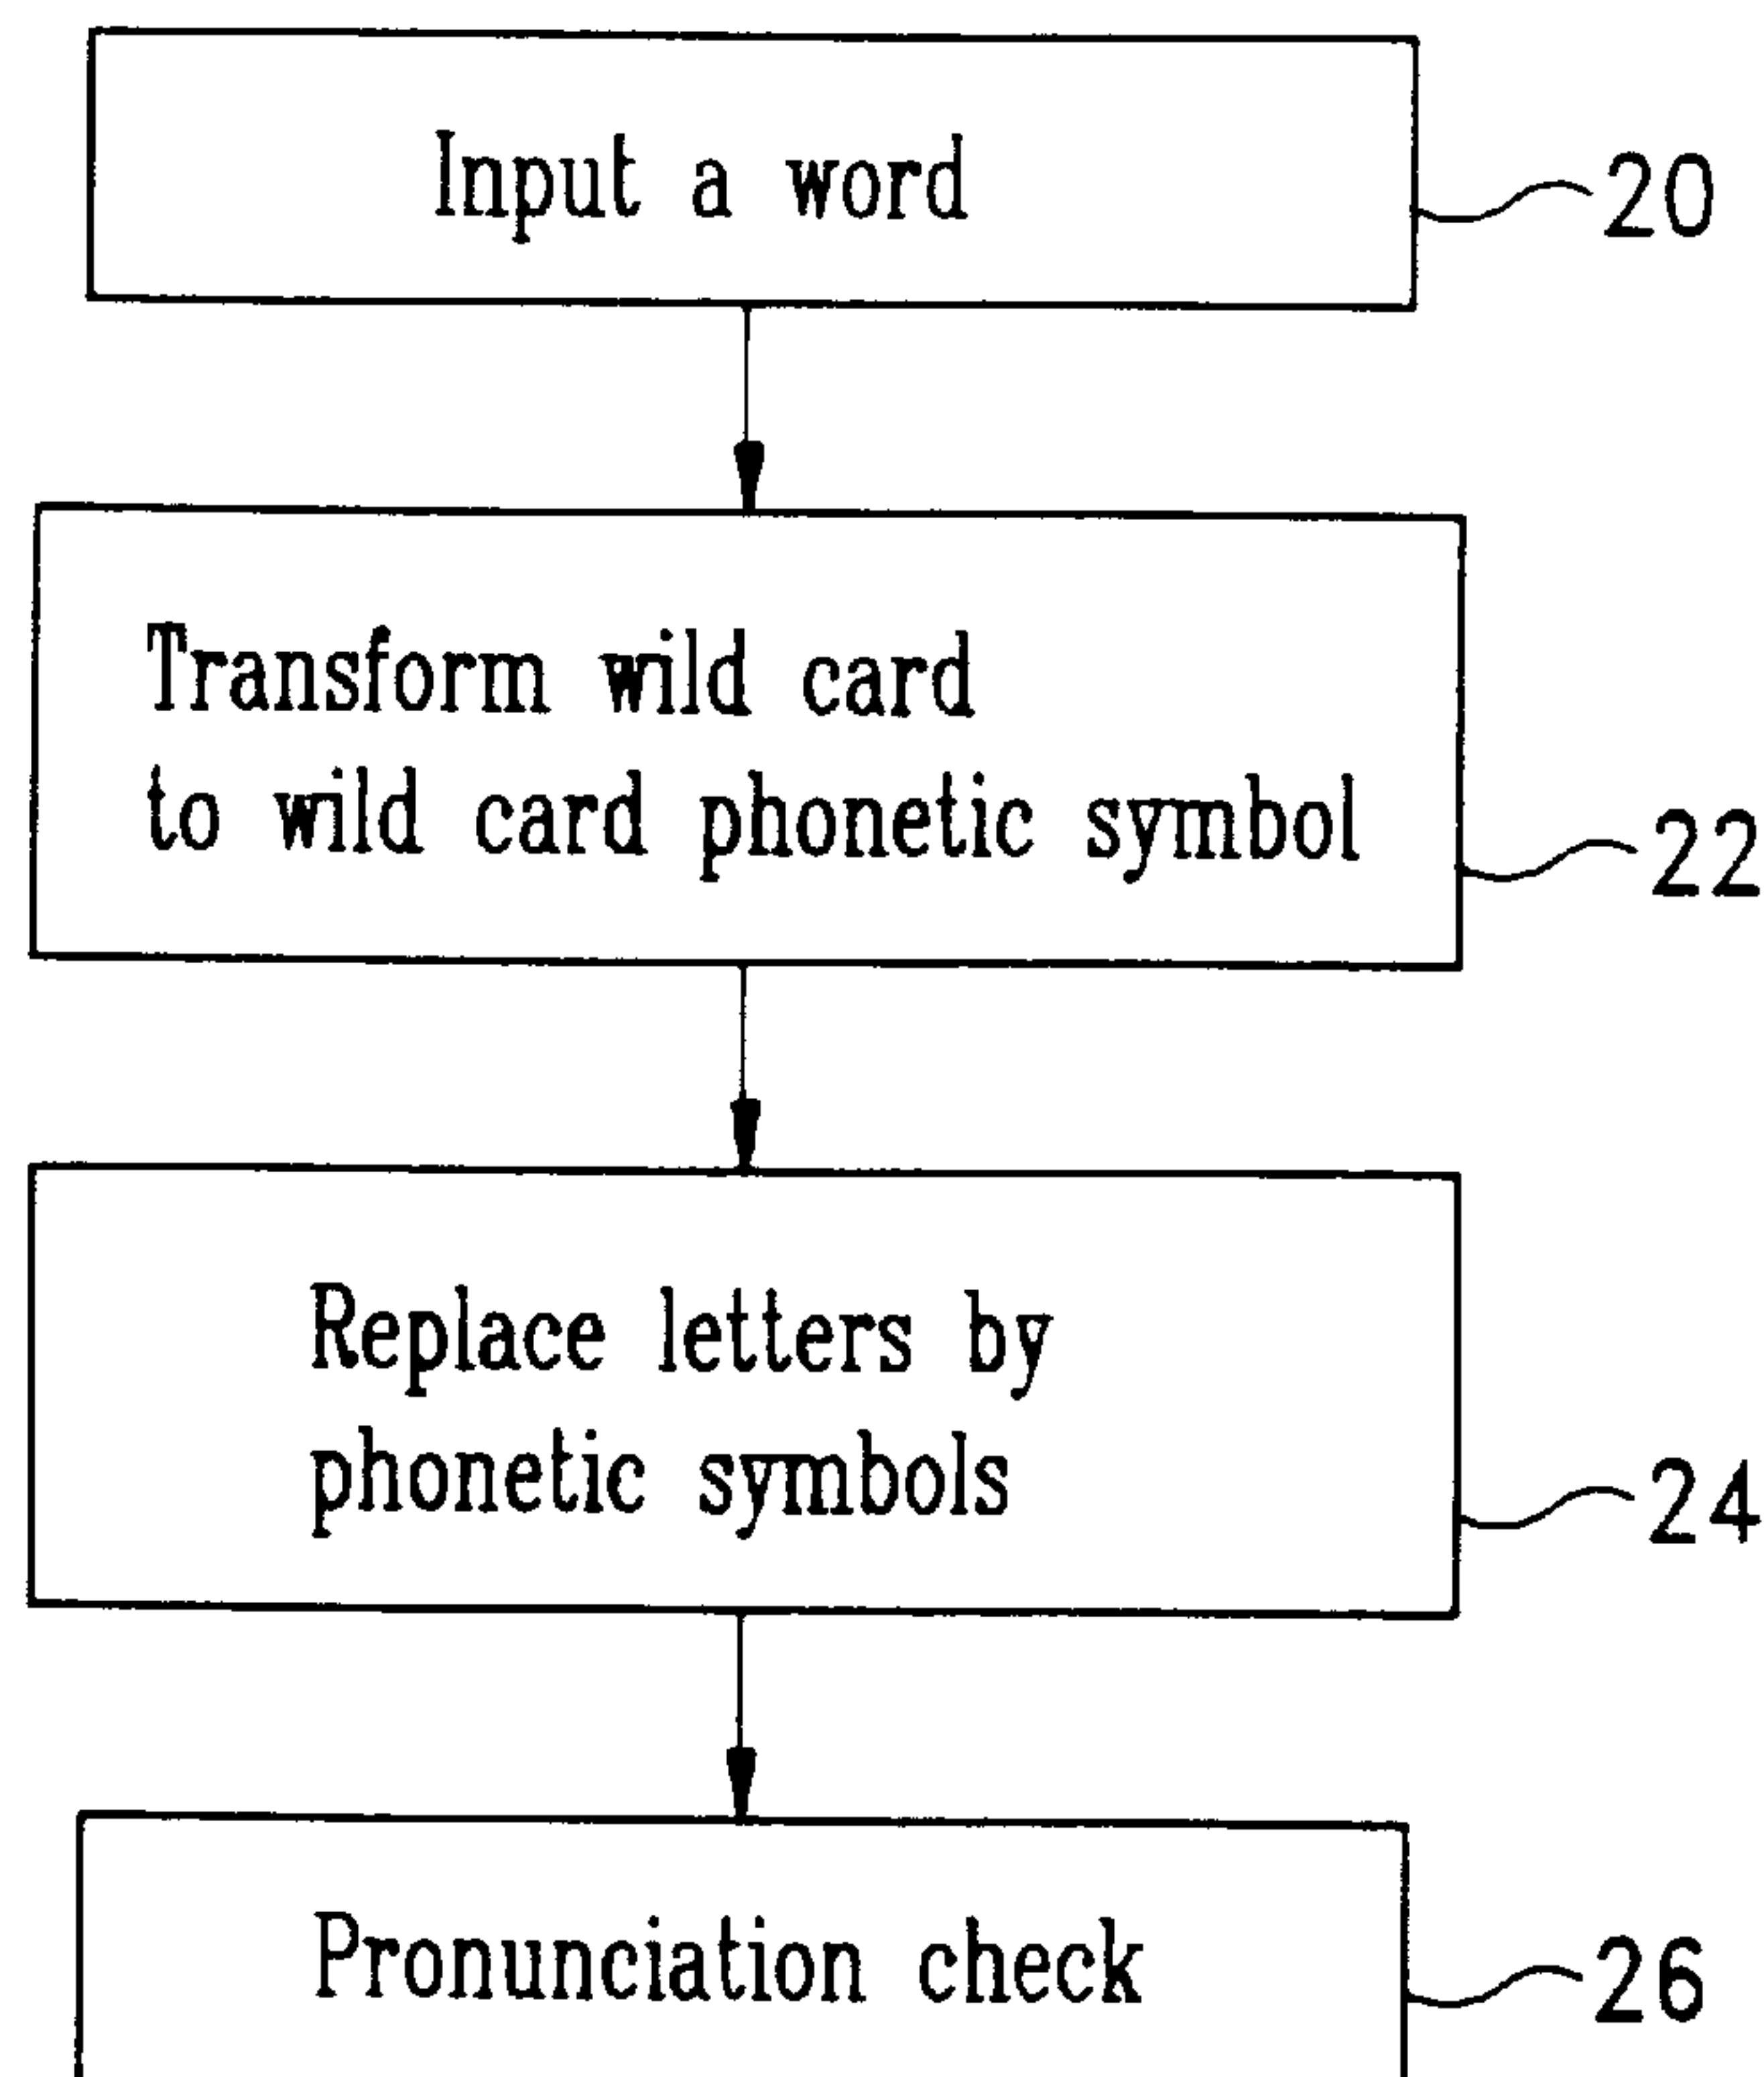 Input a word
20
Transform wild card
to wild card phonetic symbol
22
Replace letters by
phonetic symbols
24
Pronunciation check
26